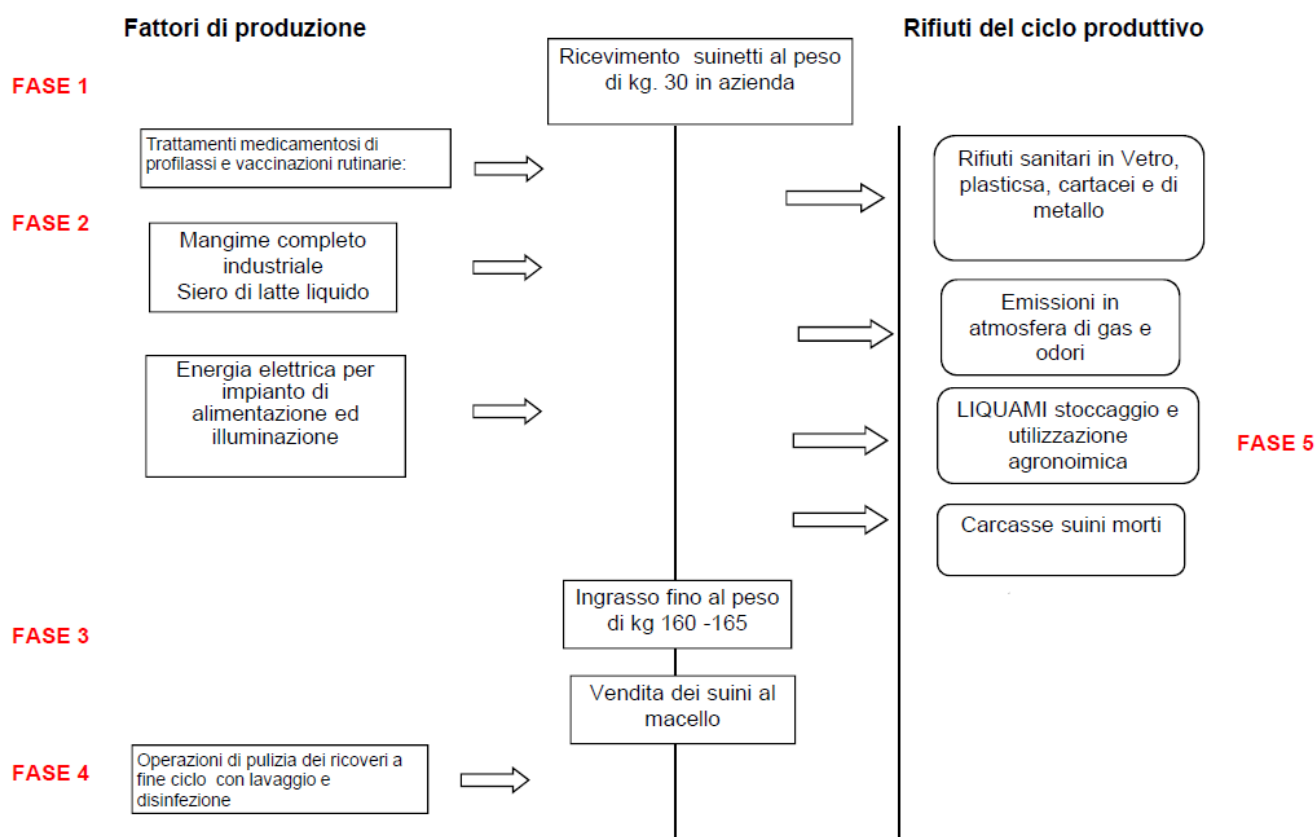 Fattori di produzione
Rifiuti del ciclo produttivo
FASE 1
Ricevimento suinetti al peso
di kg. 30 in azienda
Trattamenti medicamentosi di
profilassi e vaccinazioni rutinarie:
Rifiuti sanitari in Vetro,
plasticsa, cartacei e di
metallo
FASE 2
Mangime completo
industriale
Siero di latte liquido
Emissioni in
atmosfera di gas e
odori
Energia elettrica per
impianto di
alimentazione ed
illuminazione
LIQUAMI stoccaggio e
utilizzazione
agronoimica
FASE 5
Carcasse suini morti
Ingrasso fino al peso
di kg 160 -165
FASE 3
Vendita dei suini al
macello
FASE 4
Operazioni di pulizia dei ricoveri a
fine ciclo con lavaggio e
disinfezione